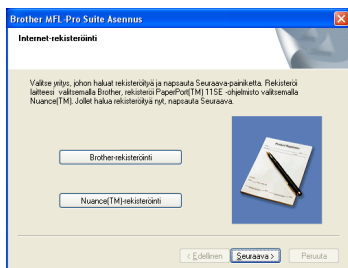 Brother MFL-Pro Suite Asennus
Internet-rekisteröinti
Valitse yritys, johon haluat rekisteröityä ja napsauta Seuraava-painiketta. Rekisteröi
laitteesi valitsemalla Brother, rekisteröi PaperPort(TM) 11SE -ohjelmisto valitsemalla
Nuance(TM). Jollet halua rekisteröityä nyt, napsauta Seuraava.
Brother-rekisteröinti
Nuance(TM)-rekisteröinti
Product Registration
< Edellinen Seuraava > Peruuta